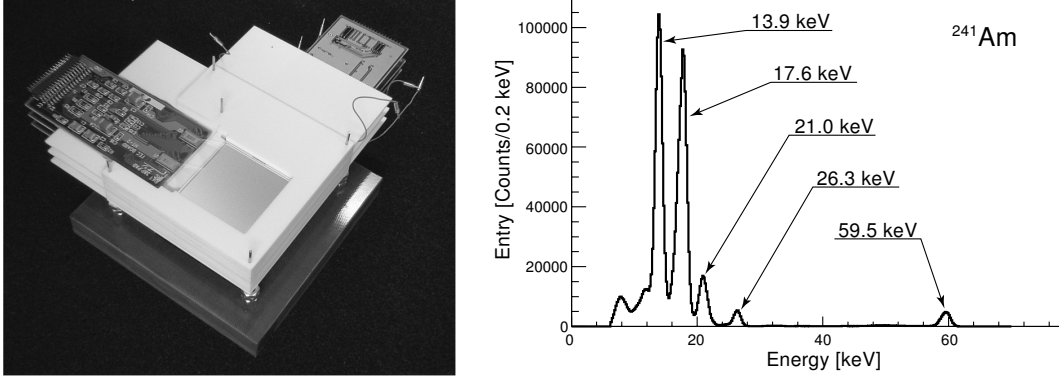 100000
80000
60000
40000
20000
0
Entry [Counts/0.2 keV]
13.9 keV
17.6 keV
21.0 keV
26.3 keV
59.5 keV
241Am
0
20
40
60
Energy [keV]